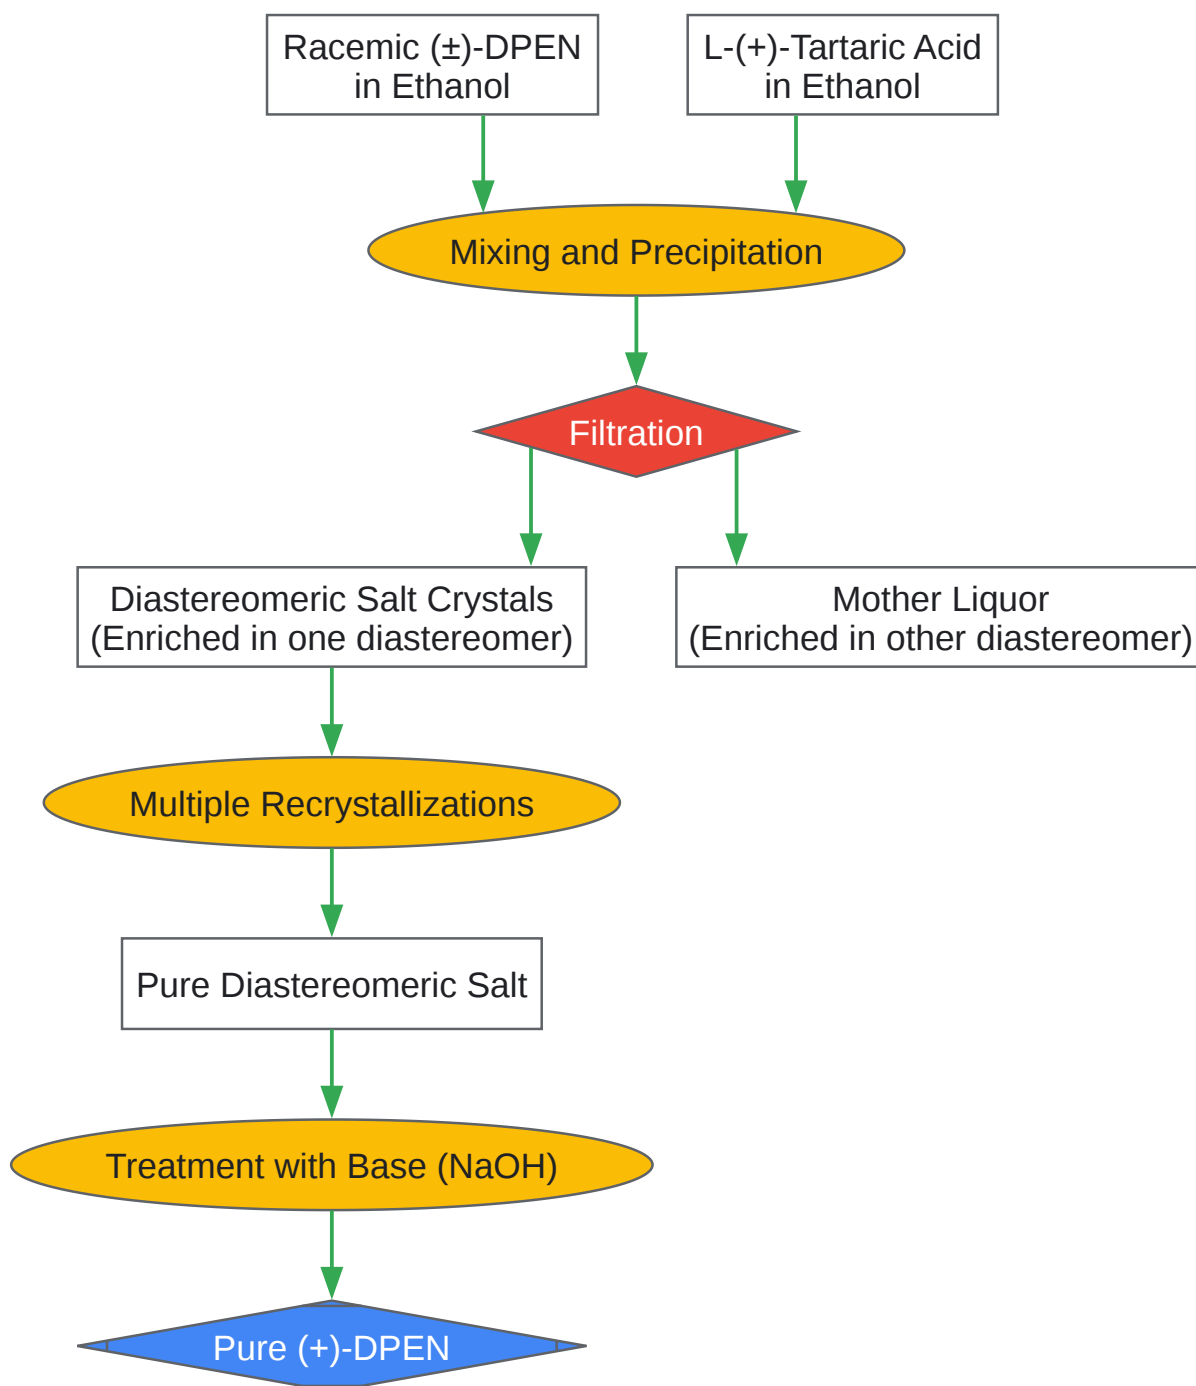 Racemic (±)-DPEN
in Ethanol
L-(+)-Tartaric Acid
in Ethanol
Mixing and Precipitation
Filtration
Diastereomeric Salt Crystals
(Enriched in one diastereomer)
Mother Liquor
(Enriched in other diastereomer)
Multiple Recrystallizations
Pure Diastereomeric Salt
Treatment with Base (NaOH)
Pure (+)-DPEN